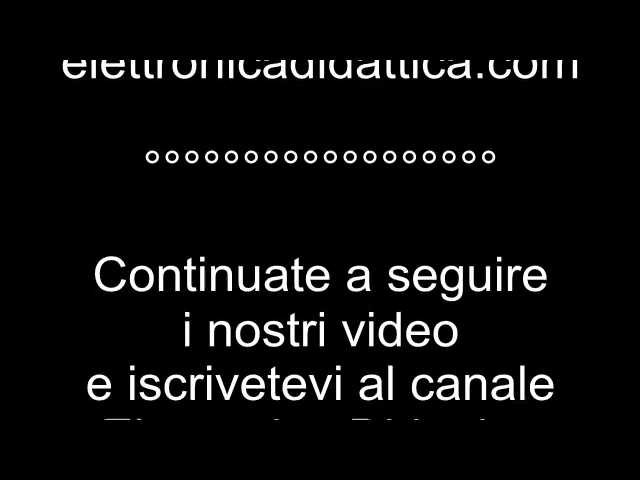 elettronicadidattica.com
°°°°°°°°°°°°°°°°°°
Continuate a seguire
i nostri video
e iscrivetevi al canale